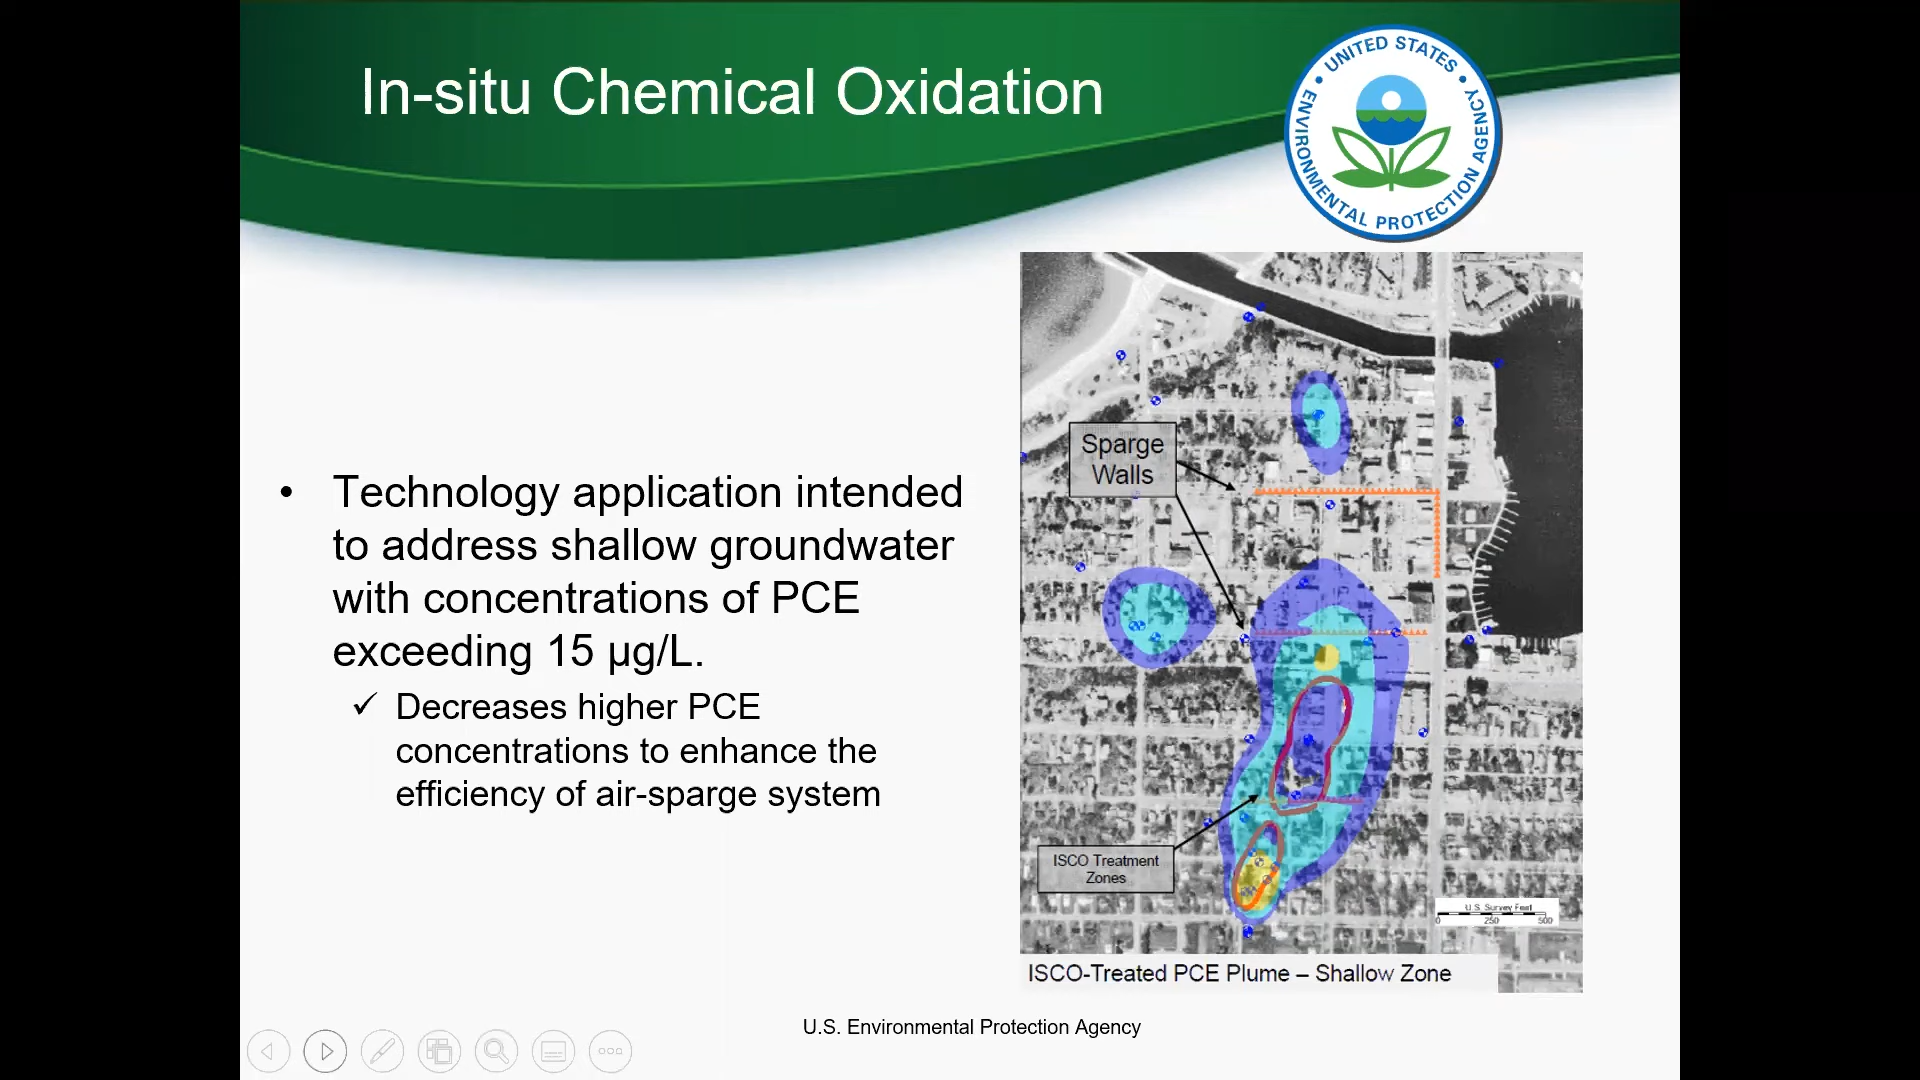 In-situ Chemical Oxidation
UNITED STATES
ENVIRONMENTAL PROTECTION AGENCY
• Technology application intended
to address shallow groundwater
with concentrations of PCE
exceeding 15 µg/L.
✓ Decreases higher PCE
concentrations to enhance the
efficiency of air-sparge system
Sparge
Walls
ISCO Treatment
Zones
U.S. Survey Feet
0 250 500
ISCO-Treated PCE Plume – Shallow Zone
U.S. Environmental Protection Agency